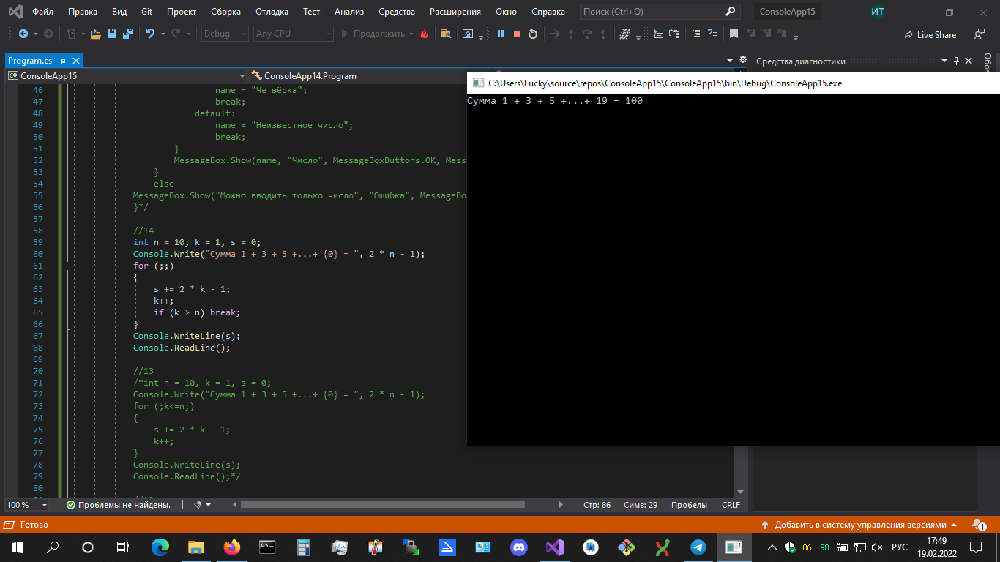 Файл Правка Вид Git Проект Сборка Отладка Тест Анализ Средства Расширения Окно Справка Поиск (Ctrl+Q) ConsoleApp15 ИТ
Debug Any CPU Продолжить Live Share
Program.cs Средства диагностики
ConsoleApp15 ConsoleApp14.Program
C:\Users\Lucky\source\repos\ConsoleApp15\ConsoleApp15\bin\Debug\ConsoleApp15.exe
Сумма 1 + 3 + 5 +...+ 19 = 100
46 name = "Четвёрка";
47 break;
48 default:
49 name = "Неизвестное число";
50 break;
51 }
52 MessageBox.Show(name, "Число", MessageBoxButtons.OK, Mess
53 }
54 else
55 MessageBox.Show("Можно вводить только число", "Ошибка", MessageBo
56 }*/
57
58 //14
59 int n = 10, k = 1, s = 0;
60 Console.Write("Сумма 1 + 3 + 5 +...+ {0} = ", 2 * n - 1);
61 for (;;)
62 {
63 s += 2 * k - 1;
64 k++;
65 if (k > n) break;
66 }
67 Console.WriteLine(s);
68 Console.ReadLine();
69
70 //13
71 /*int n = 10, k = 1, s = 0;
72 Console.Write("Сумма 1 + 3 + 5 +...+ {0} = ", 2 * n - 1);
73 for (;k<=n;)
74 {
75 s += 2 * k - 1;
76 k++;
77 }
78 Console.WriteLine(s);
79 Console.ReadLine();*/
80
100 % Проблемы не найдены. Стр: 86 Симв: 29 Пробелы CRLF
Готово Добавить в систему управления версиями 1
86 90 РУС 17:49
19.02.2022